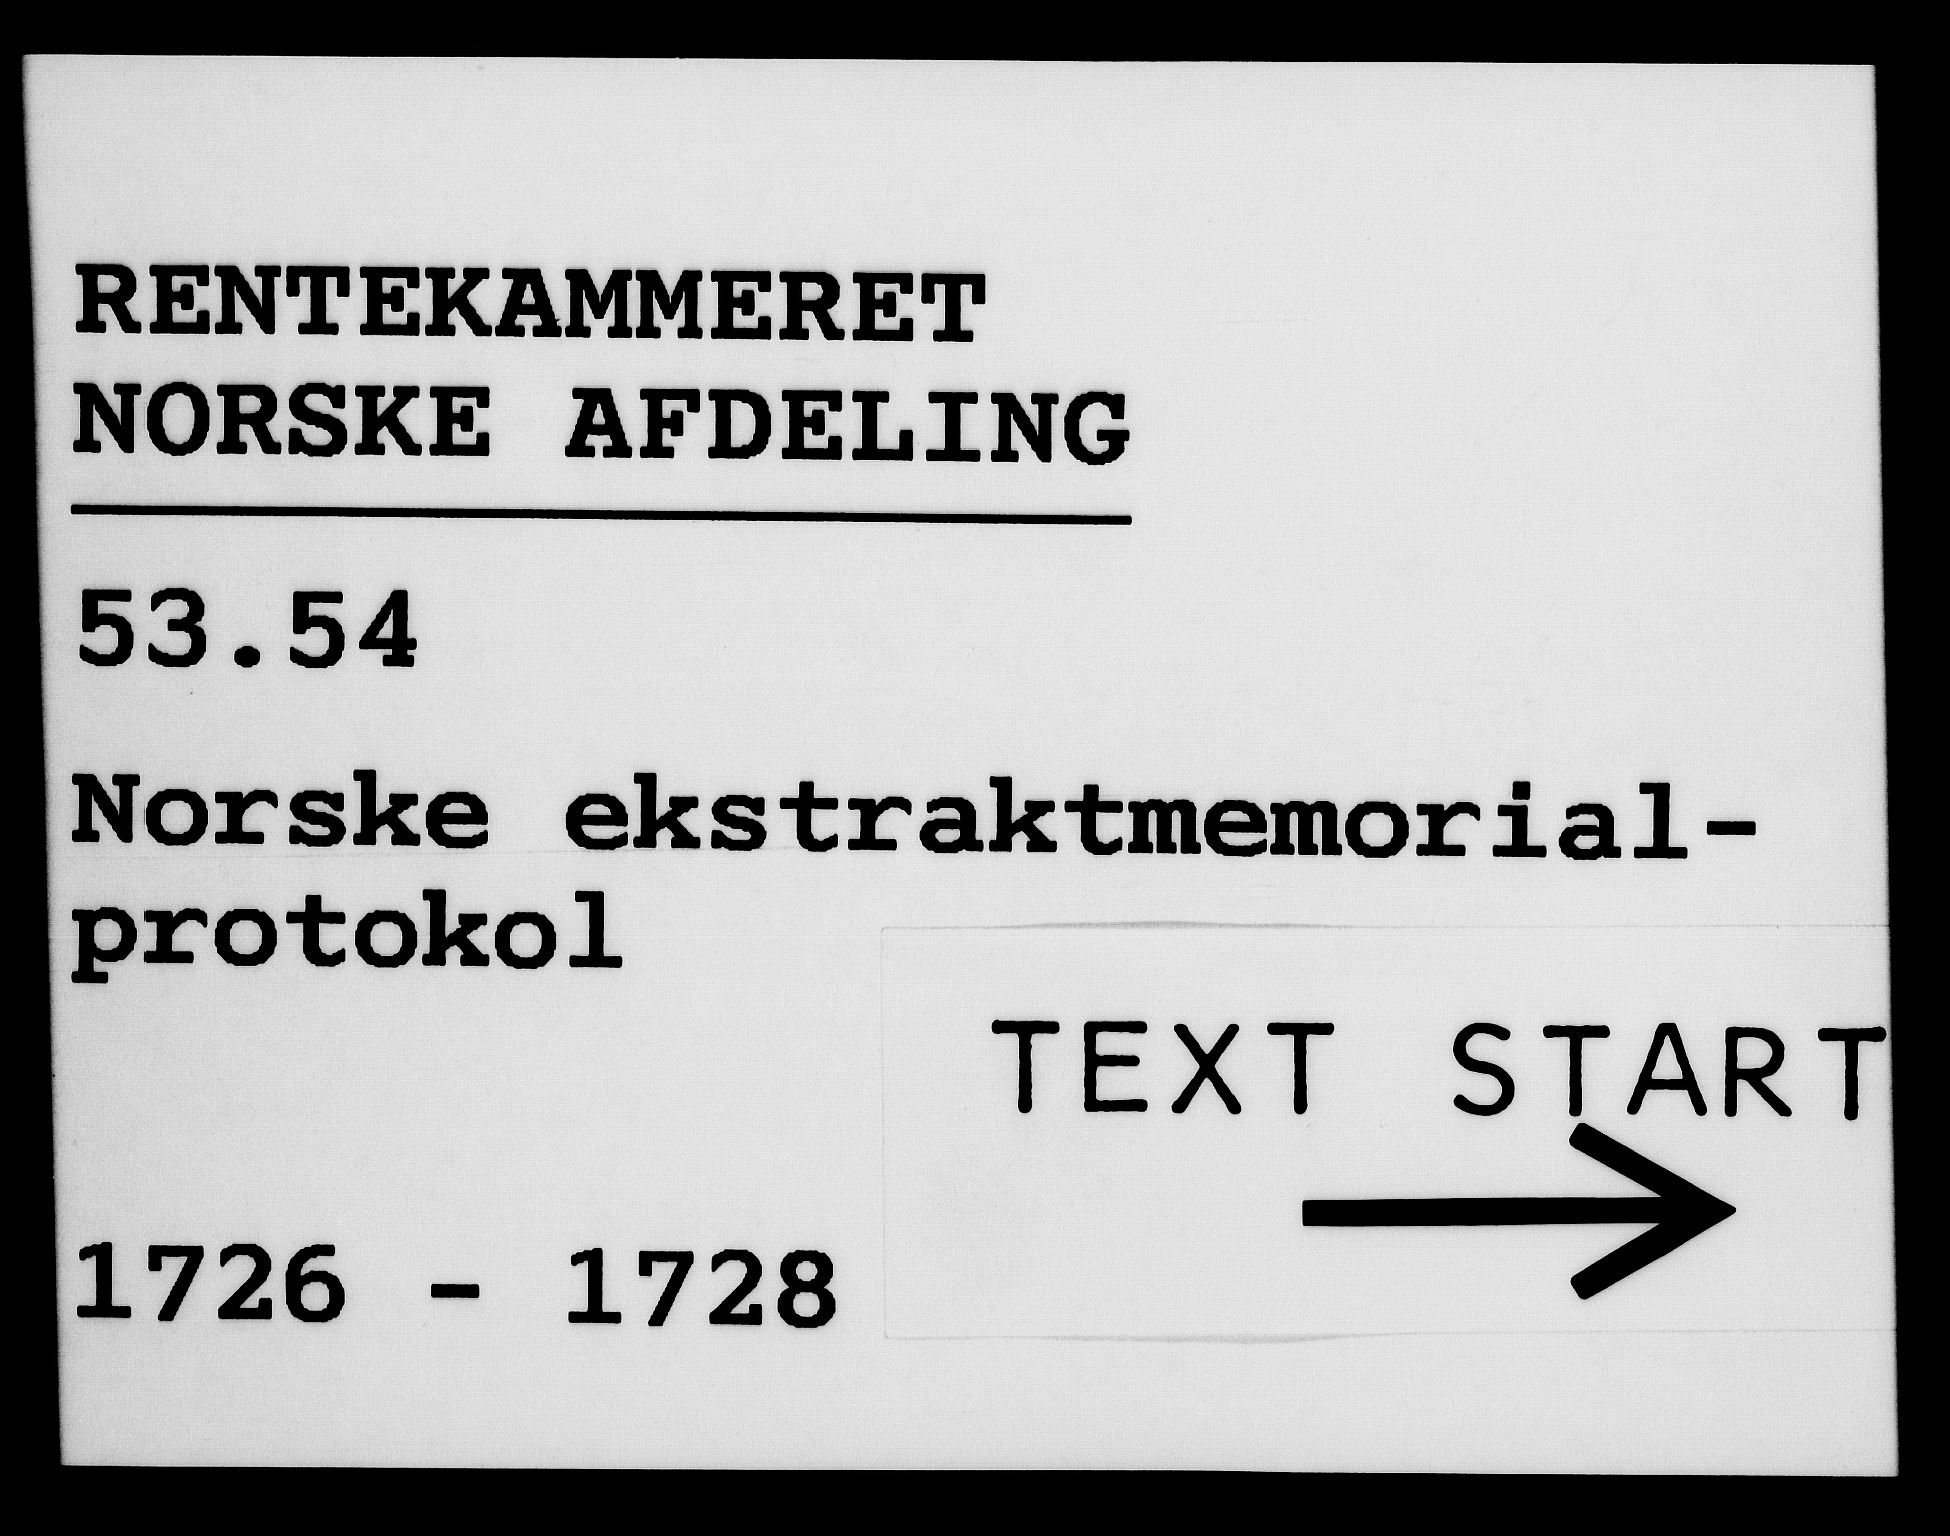 RENTEKAMMERET
NORSKE AFDELING
53.54
Norske ekstraktmemorial-
protokol
TEXT START
1726 - 1728